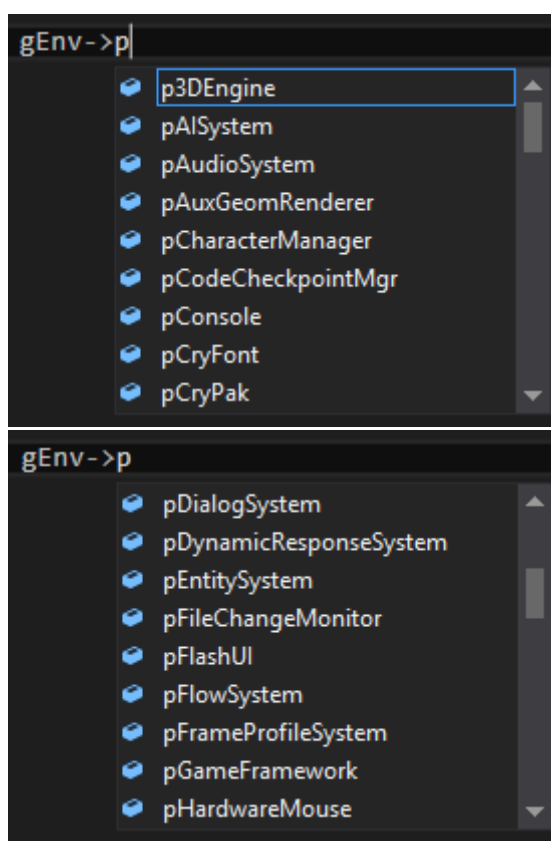 gEnv->p
p3DEngine
pAISystem
pAudioSystem
pAuxGeomRenderer
pCharacterManager
pCodeCheckpointMgr
pConsole
pCryFont
pCryPak
gEnv->p
pDialogSystem
pDynamicResponseSystem
pEntitySystem
pFileChangeMonitor
pFlashUI
pFlowSystem
pFrameProfileSystem
pGameFramework
pHardwareMouse